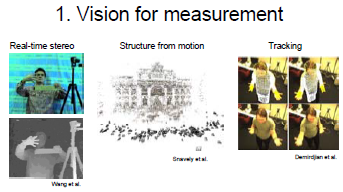 1. Vision for measurement
Real-time stereo
Structure from motion
Tracking
Wang et al.
Snavely et al.
Demirdjian et al.